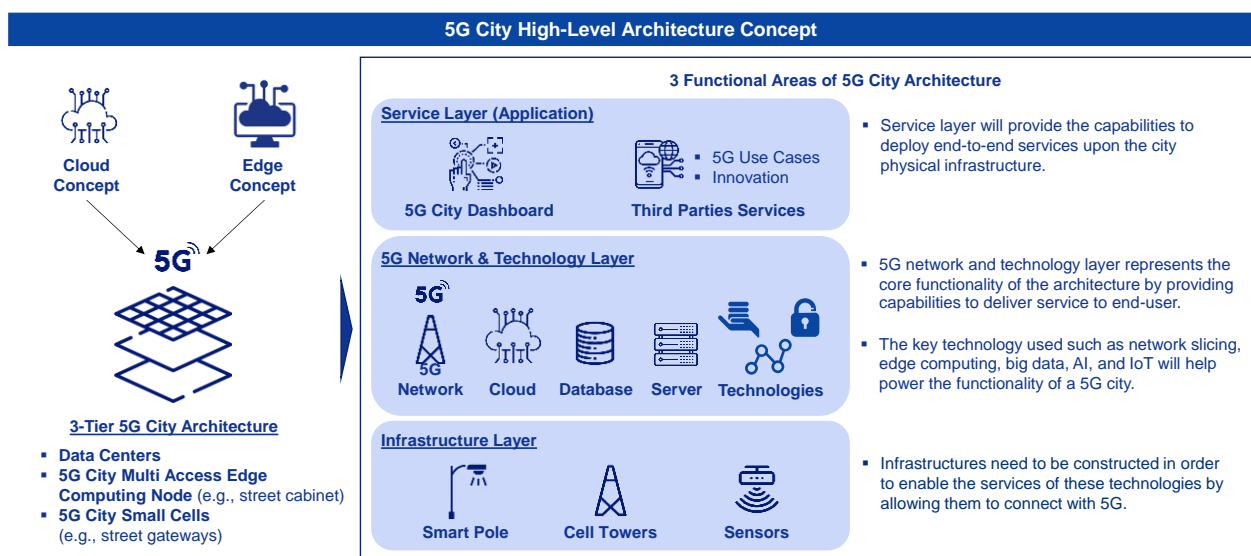 5G City High-Level Architecture Concept
Cloud
Concept
Edge
Concept
5G
3-Tier 5G City Architecture
▪ Data Centers
▪ 5G City Multi Access Edge
Computing Node (e.g., street cabinet)
▪ 5G City Small Cells
(e.g., street gateways)
3 Functional Areas of 5G City Architecture
Service Layer (Application)
5G City Dashboard
▪ 5G Use Cases
▪ Innovation
Third Parties Services
▪ Service layer will provide the capabilities to
deploy end-to-end services upon the city
physical infrastructure.
5G Network & Technology Layer
5G
5G
Network
Cloud
Database
Server
Technologies
▪ 5G network and technology layer represents the
core functionality of the architecture by providing
capabilities to deliver service to end-user.
▪ The key technology used such as network slicing,
edge computing, big data, AI, and IoT will help
power the functionality of a 5G city.
Infrastructure Layer
Smart Pole
Cell Towers
Sensors
▪ Infrastructures need to be constructed in order
to enable the services of these technologies by
allowing them to connect with 5G.